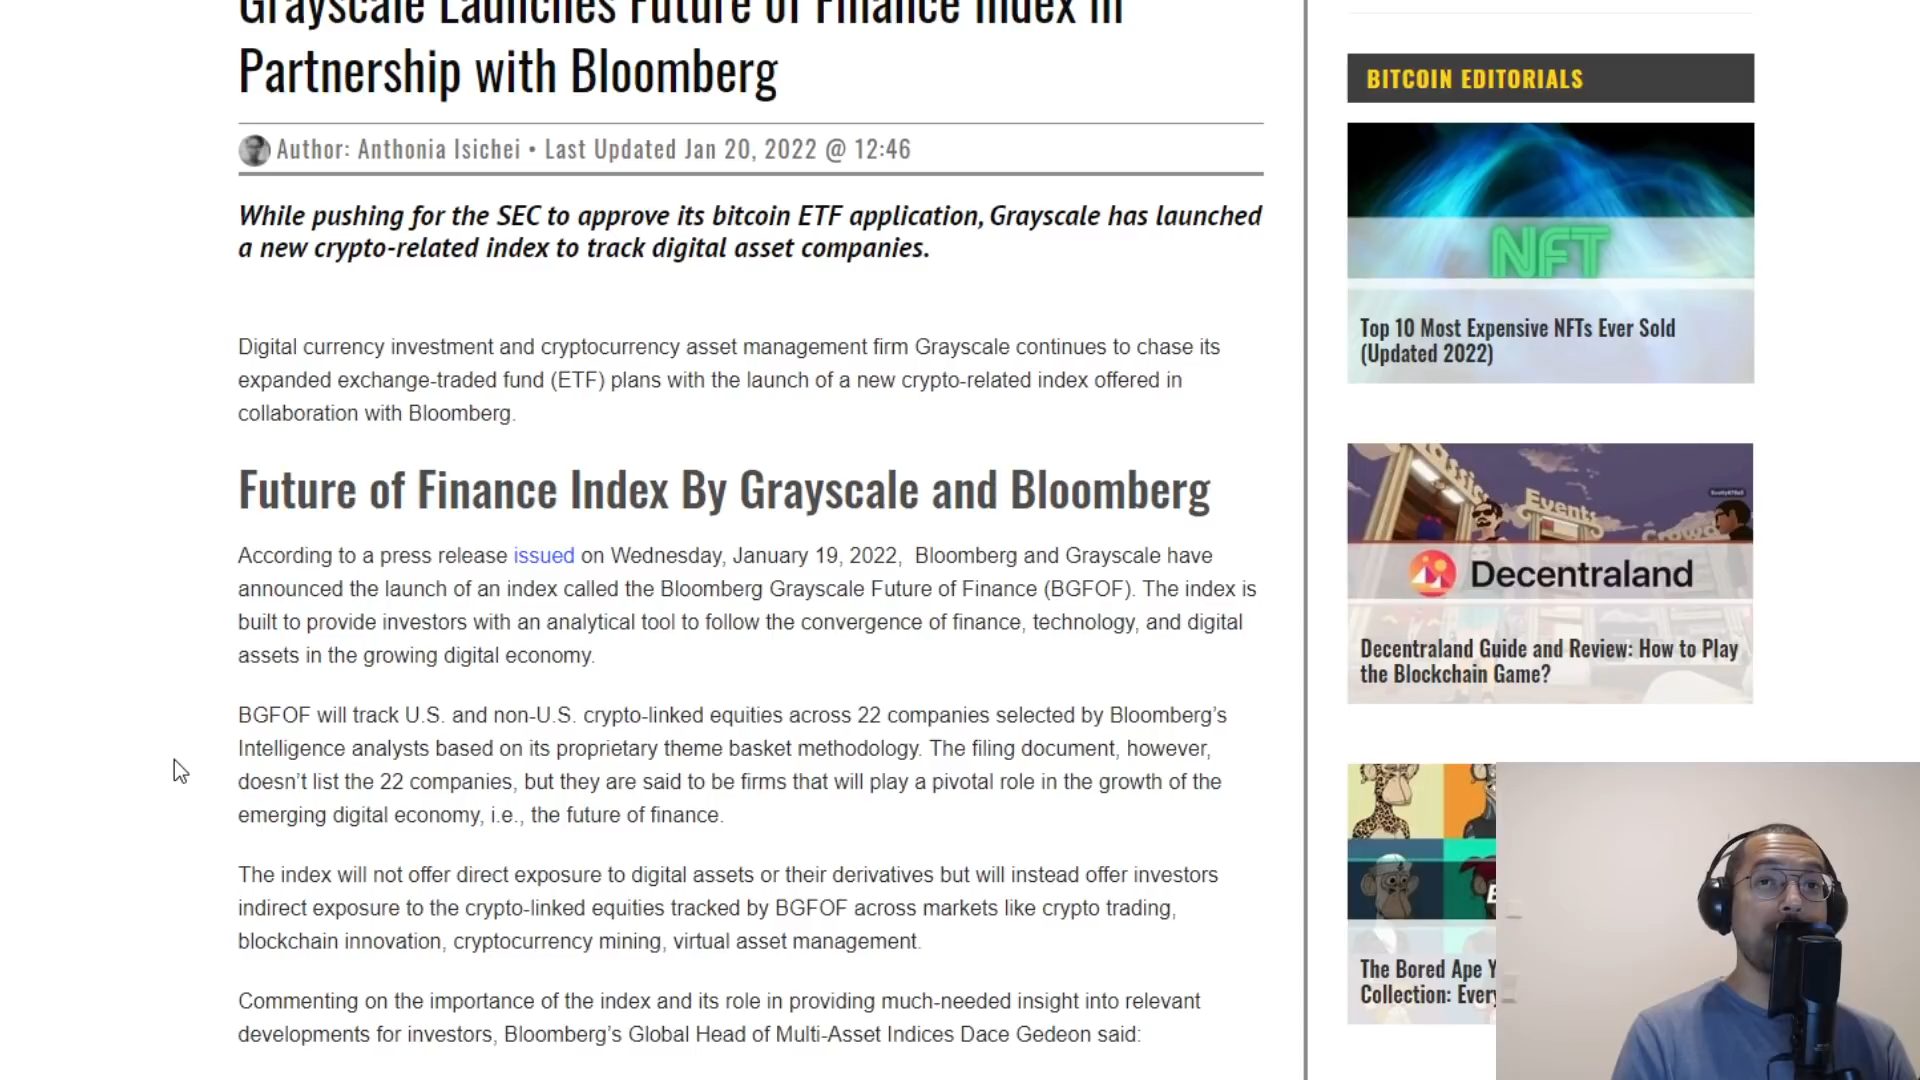 Grayscale Launches Future of Finance Index in
Partnership with Bloomberg
Author: Anthonia Isichei • Last Updated Jan 20, 2022 @ 12:46
While pushing for the SEC to approve its bitcoin ETF application, Grayscale has launched
a new crypto-related index to track digital asset companies.
Digital currency investment and cryptocurrency asset management firm Grayscale continues to chase its
expanded exchange-traded fund (ETF) plans with the launch of a new crypto-related index offered in
collaboration with Bloomberg.
Future of Finance Index By Grayscale and Bloomberg
According to a press release issued on Wednesday, January 19, 2022, Bloomberg and Grayscale have
announced the launch of an index called the Bloomberg Grayscale Future of Finance (BGFOF). The index is
built to provide investors with an analytical tool to follow the convergence of finance, technology, and digital
assets in the growing digital economy.
BGFOF will track U.S. and non-U.S. crypto-linked equities across 22 companies selected by Bloomberg’s
Intelligence analysts based on its proprietary theme basket methodology. The filing document, however,
doesn’t list the 22 companies, but they are said to be firms that will play a pivotal role in the growth of the
emerging digital economy, i.e., the future of finance.
The index will not offer direct exposure to digital assets or their derivatives but will instead offer investors
indirect exposure to the crypto-linked equities tracked by BGFOF across markets like crypto trading,
blockchain innovation, cryptocurrency mining, virtual asset management.
Commenting on the importance of the index and its role in providing much-needed insight into relevant
developments for investors, Bloomberg’s Global Head of Multi-Asset Indices Dace Gedeon said:
BITCOIN EDITORIALS
NFT
Top 10 Most Expensive NFTs Ever Sold
(Updated 2022)
Events
Crowd
Decentraland
Decentraland Guide and Review: How to Play
the Blockchain Game?
The Bored Ape Y
Collection: Every